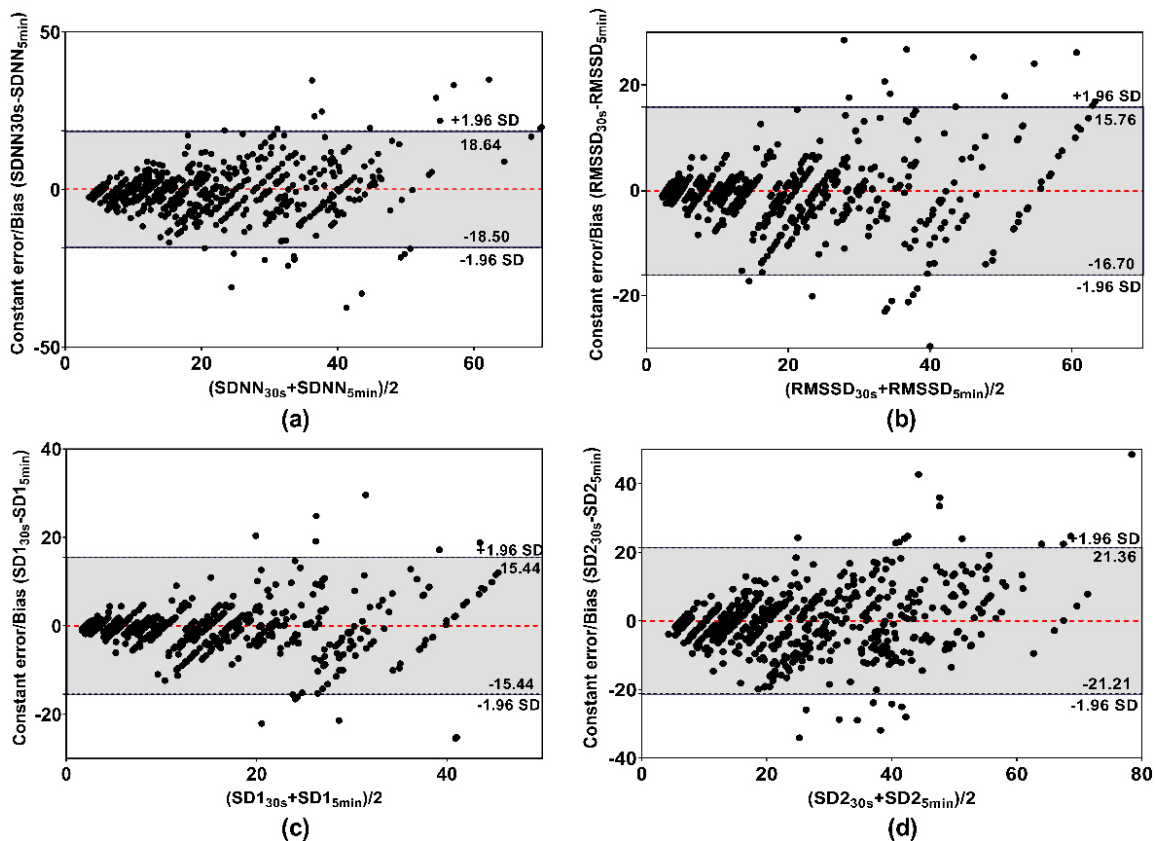 50
Constant error/Bias (SDNN30s-SDNN5min)
+1.96 SD
18.64
0
-18.50
-1.96 SD
-50
0 20 40 60
(SDNN30s+SDNN5min)/2
(a)
20
Constant error/Bias (RMSSD30s-RMSSD5min)
+1.96 SD
15.76
0
-16.70
-1.96 SD
-20
0 20 40 60
(RMSSD30s+RMSSD5min)/2
(b)
40
Constant error/Bias (SD130s-SD15min)
20
+1.96 SD
15.44
0
-15.44
-1.96 SD
-20
0 20 40
(SD130s+SD15min)/2
(c)
40
Constant error/Bias (SD230s-SD25min)
20
+1.96 SD
21.36
0
-21.21
-20
-1.96 SD
-40
0 20 40 60 80
(SD230s+SD25min)/2
(d)